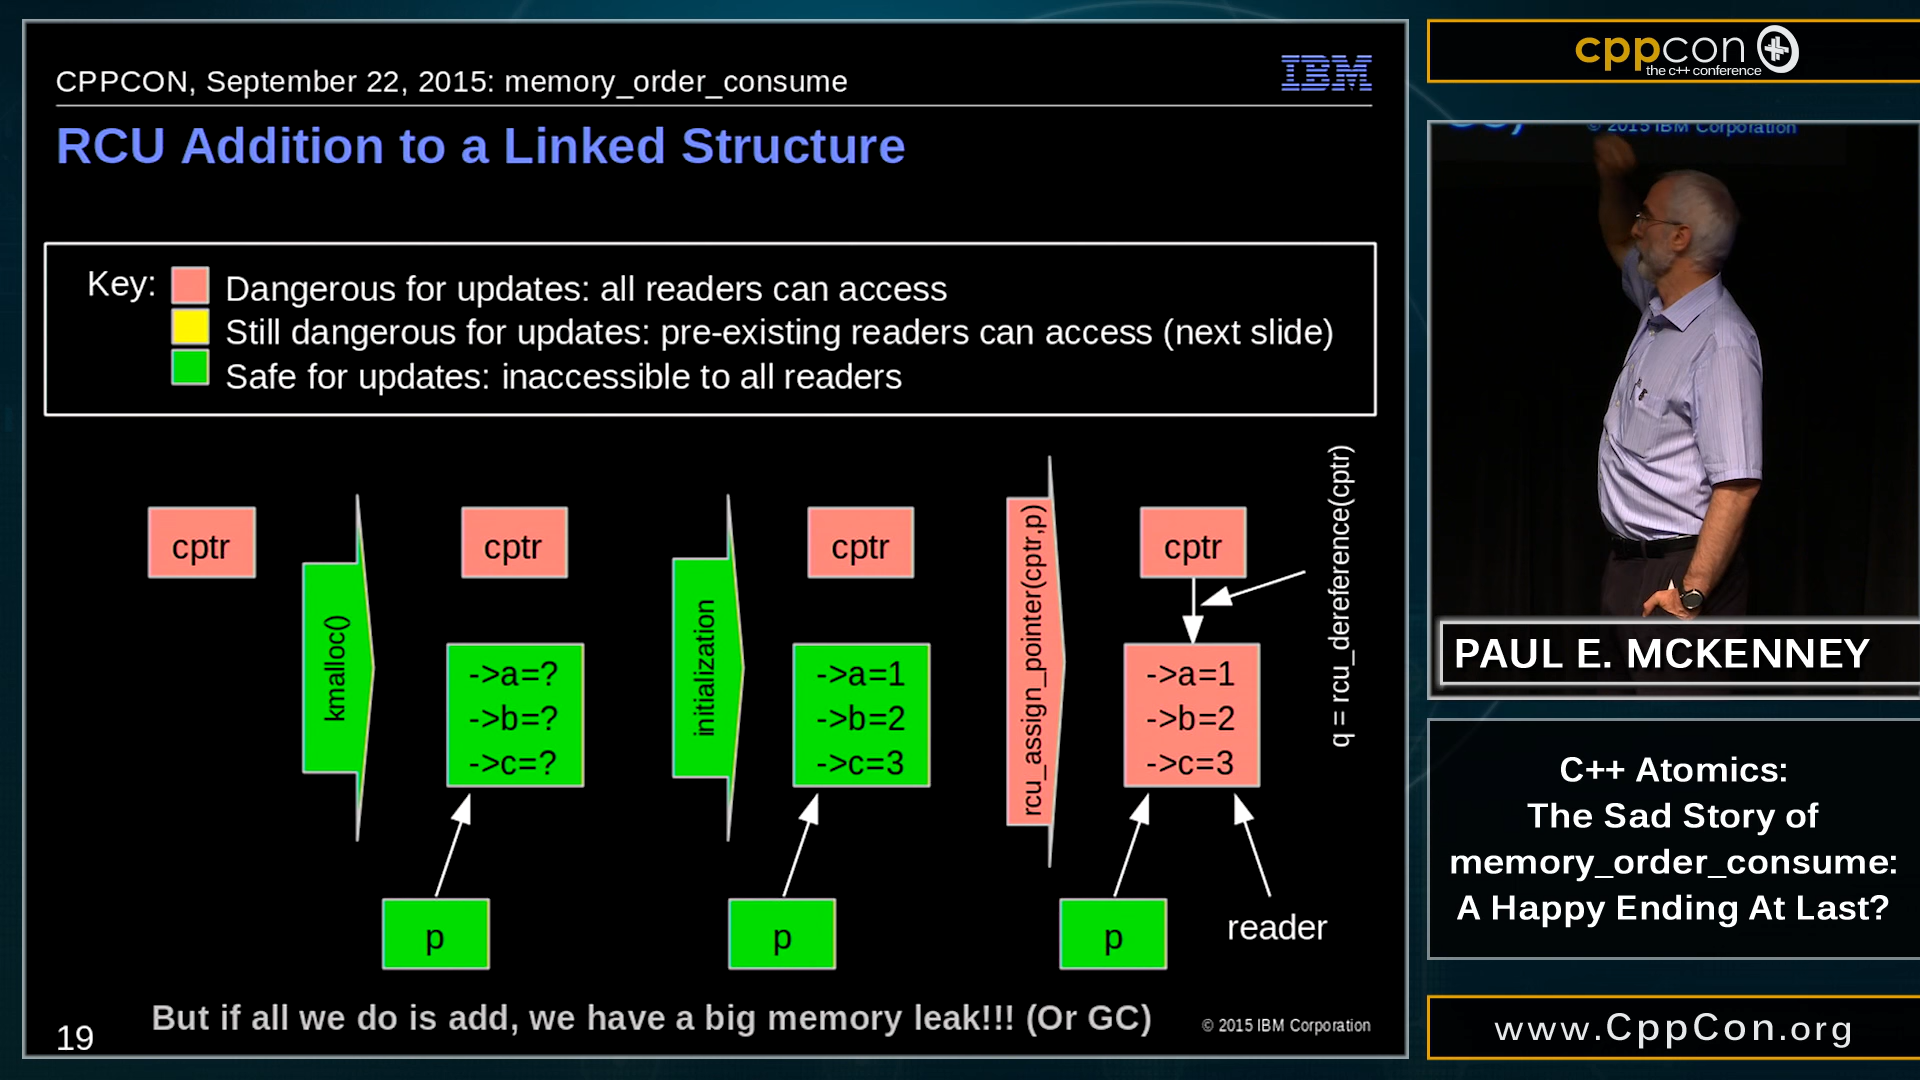 CPPCON, September 22, 2015: memory_order_consume
IBM
RCU Addition to a Linked Structure
Key:
Dangerous for updates: all readers can access
Still dangerous for updates: pre-existing readers can access (next slide)
Safe for updates: inaccessible to all readers
cptr
kmalloc()
cptr
->a=?
->b=?
->c=?
p
initialization
cptr
->a=1
->b=2
->c=3
p
rcu_assign_pointer(cptr,p)
cptr
->a=1
->b=2
->c=3
p
reader
q = rcu_dereference(cptr)
But if all we do is add, we have a big memory leak!!! (Or GC)
19
© 2015 IBM Corporation
cppcon
the c++ conference
© 2015 IBM Corporation
PAUL E. MCKENNEY
C++ Atomics:
The Sad Story of
memory_order_consume:
A Happy Ending At Last?
www.CppCon.org